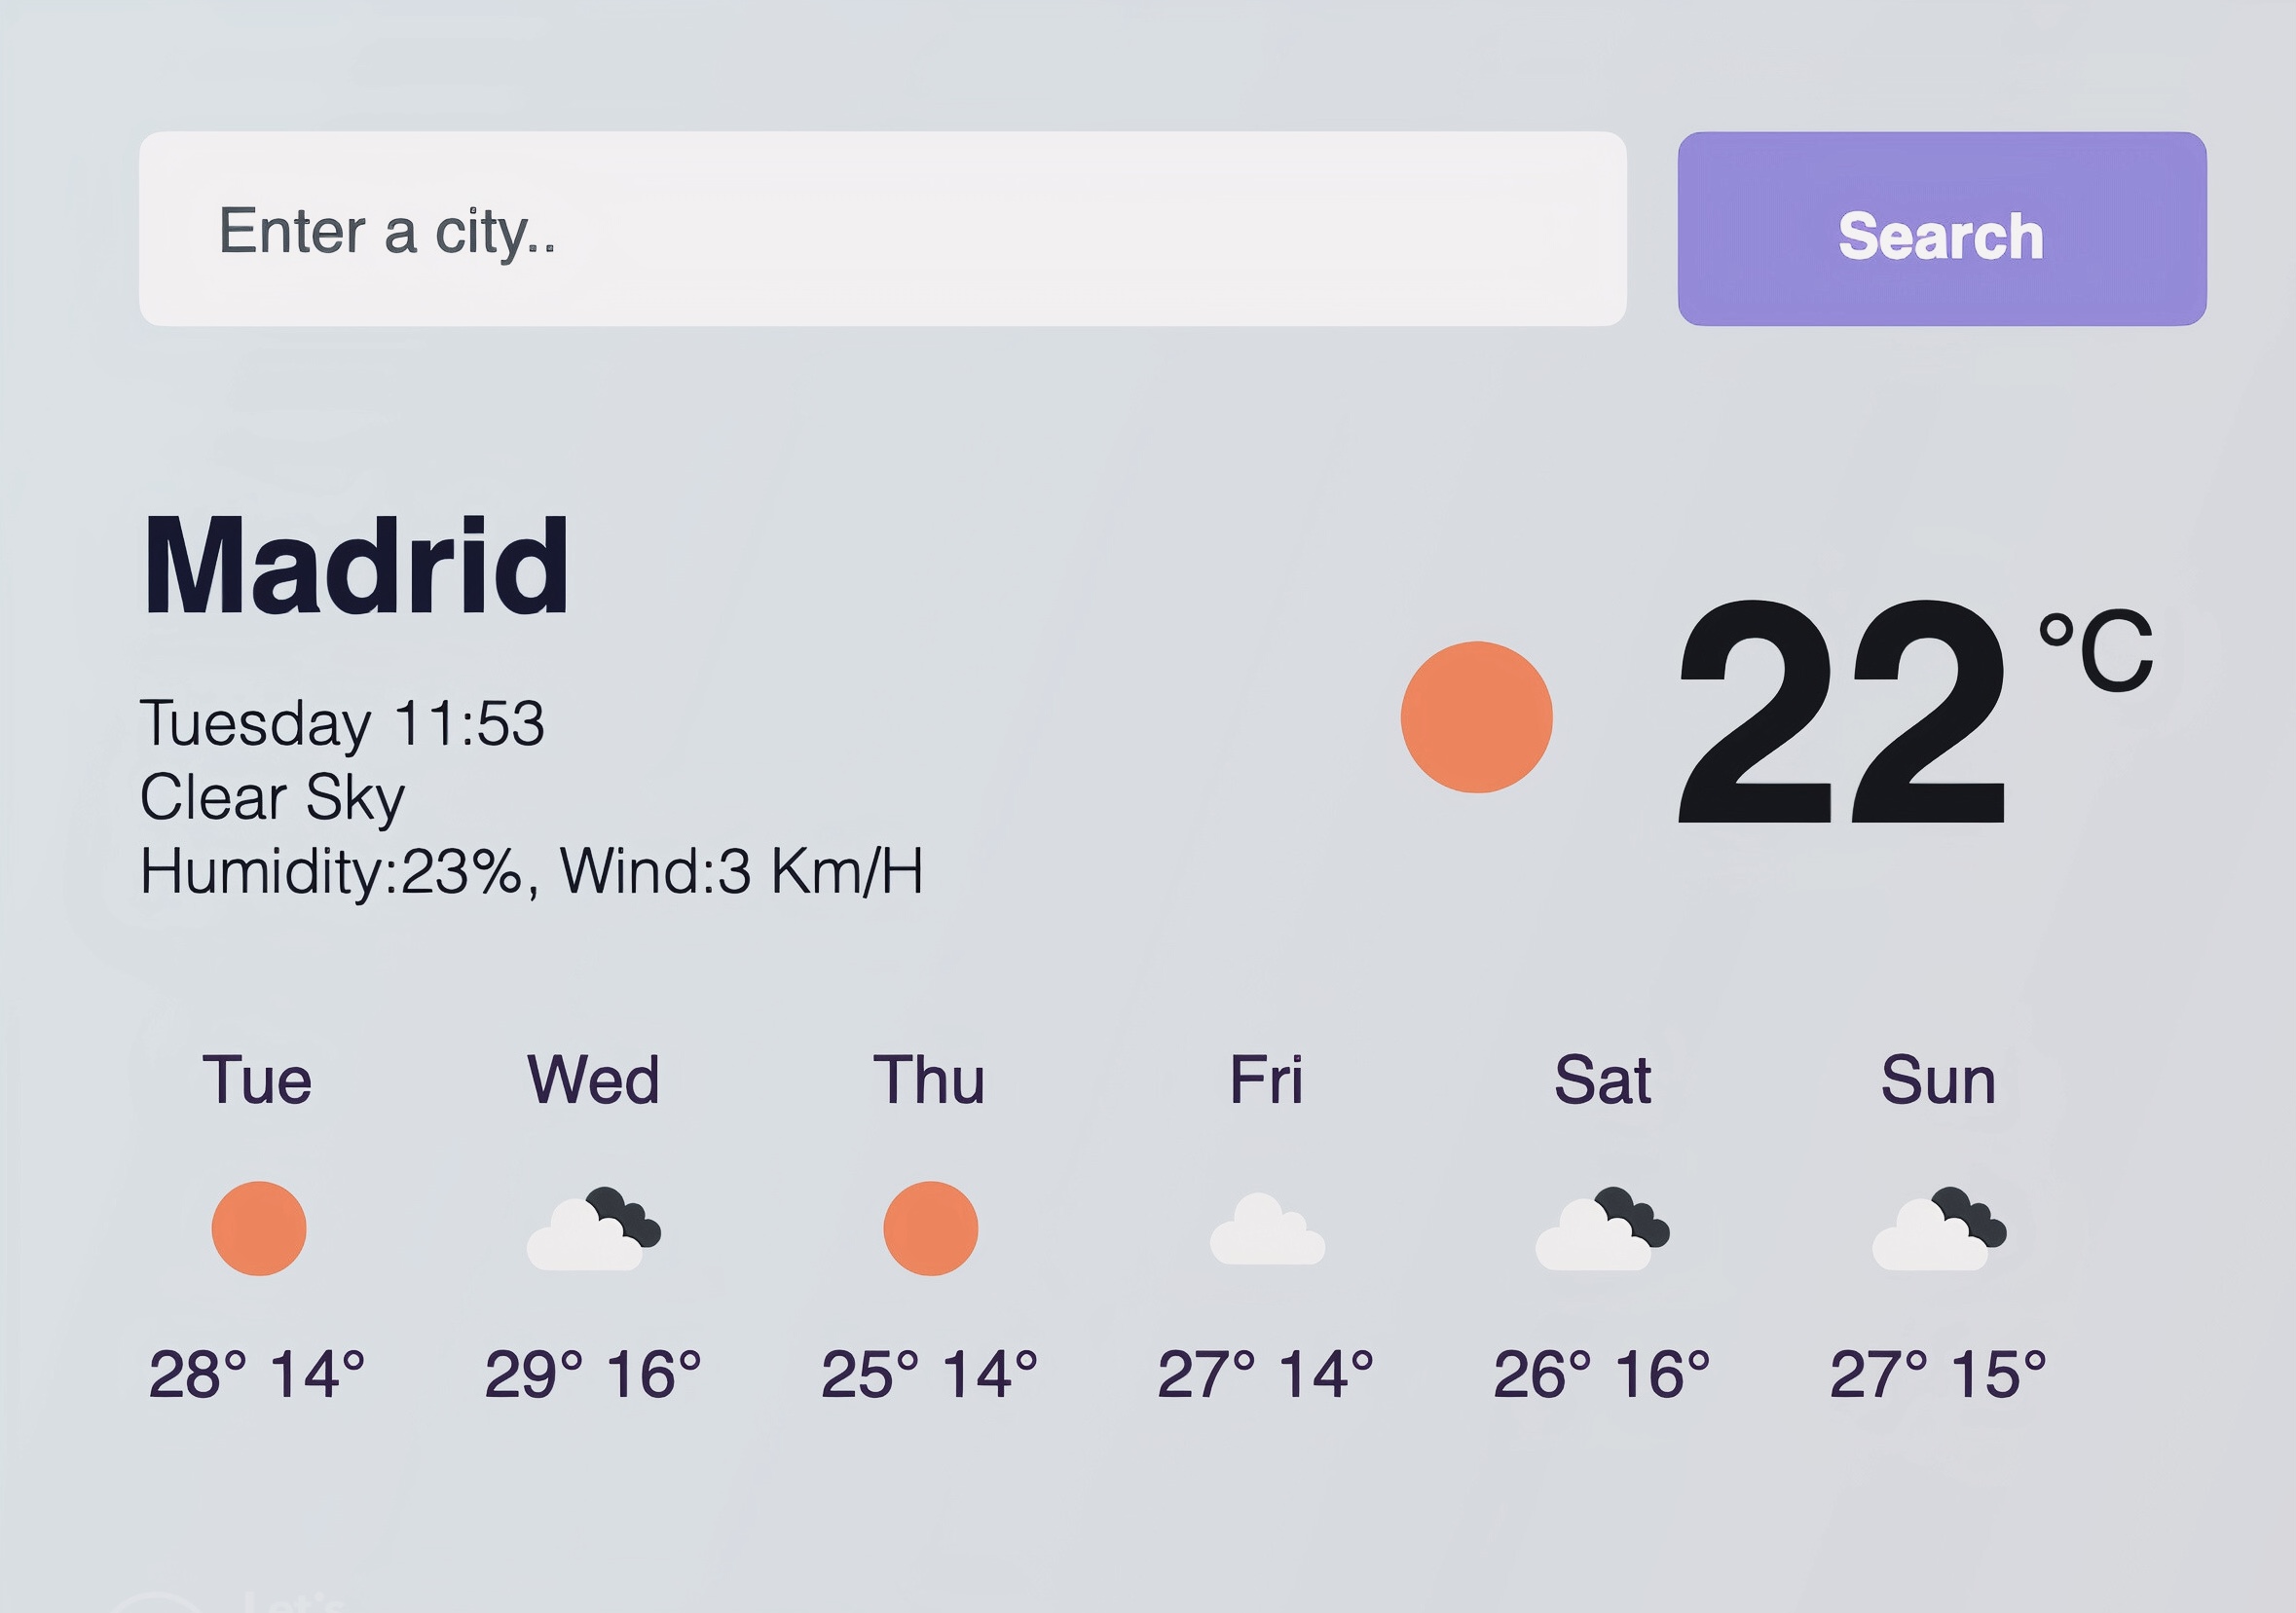 Enter a city..
Search
Madrid
Tuesday 11:53
Clear Sky
Humidity:23%, Wind:3 Km/H
22 °C
Tue Wed Thu Fri Sat Sun
28° 14° 29° 16° 25° 14° 27° 14° 26° 16° 27° 15°
Let's